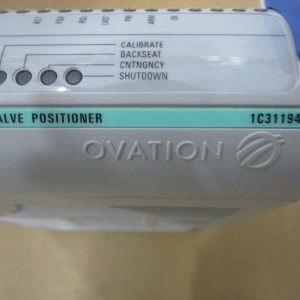 CALIBRATE
BACKSEAT
CNTNGNCY
SHUTDOWN
ALVE POSITIONER 1C31194
OVATION